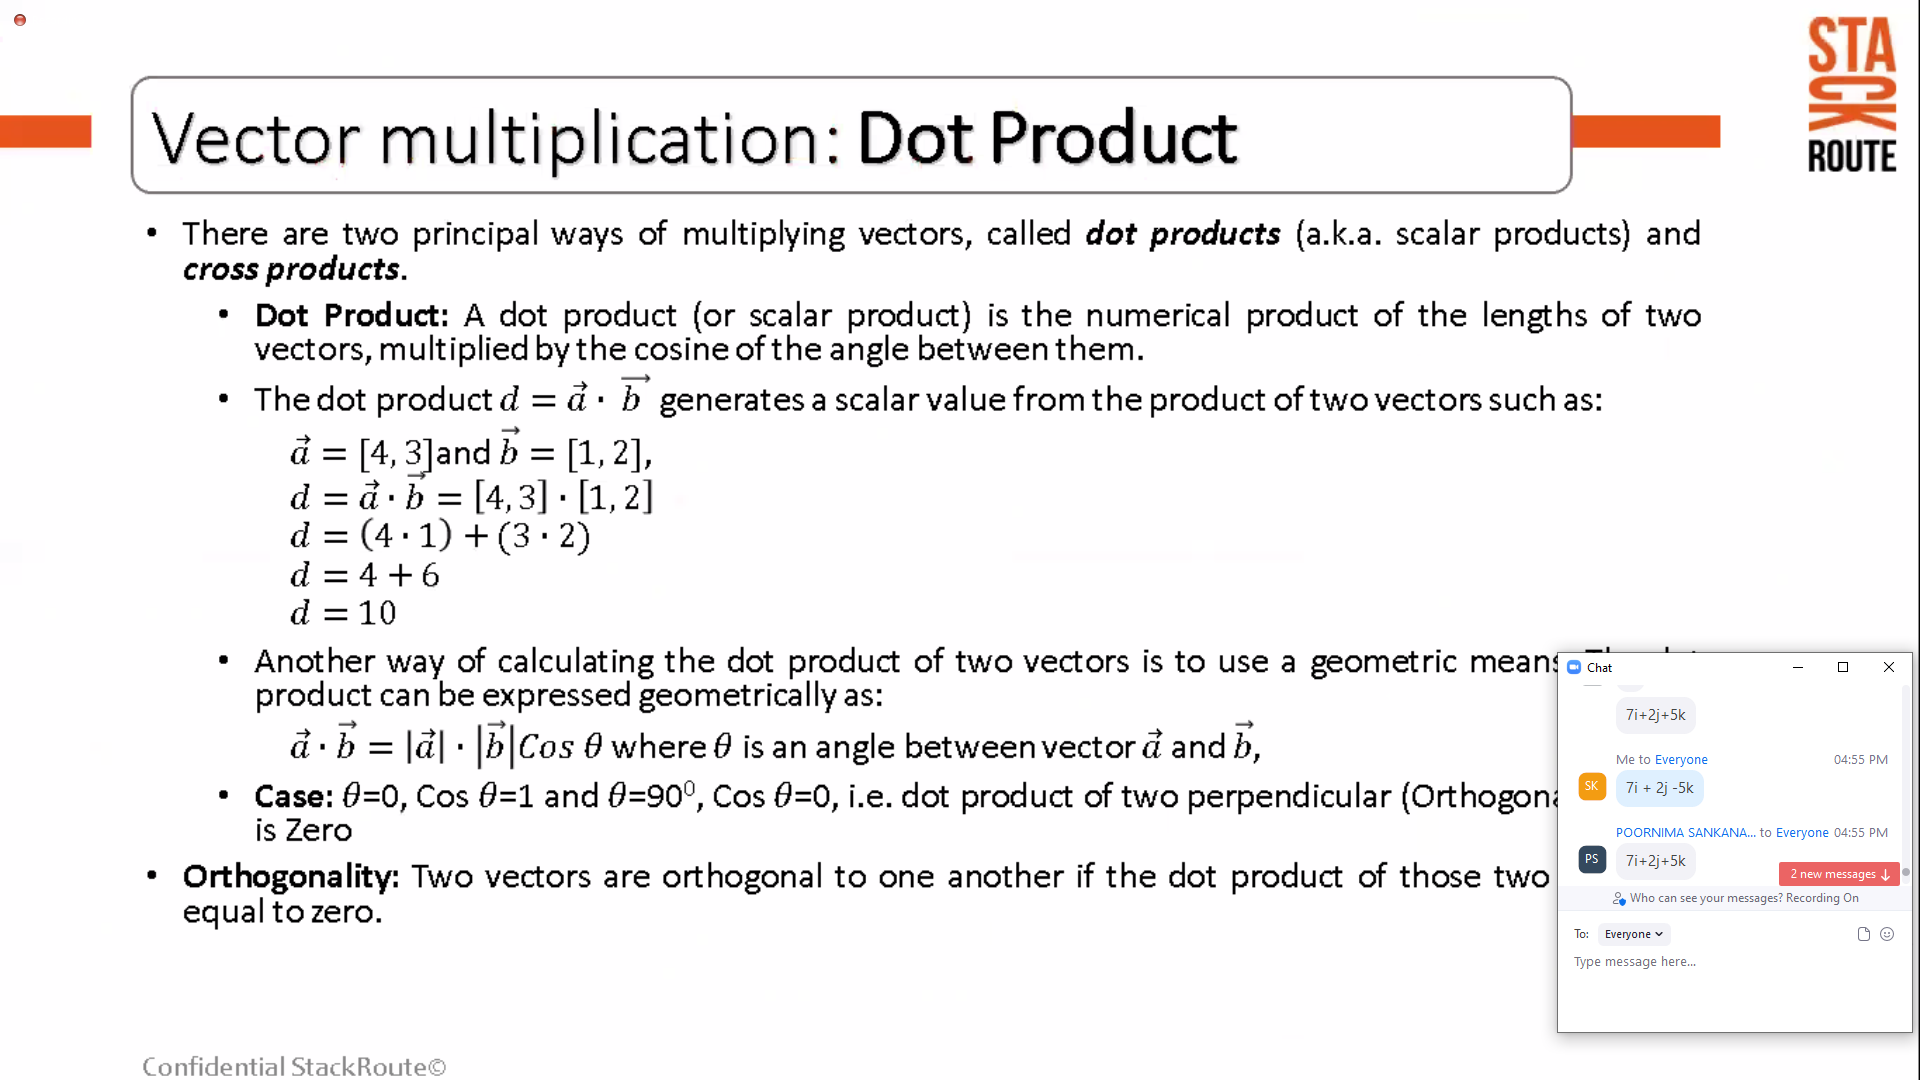 STA
CK
ROUTE
Vector multiplication: Dot Product
• There are two principal ways of multiplying vectors, called dot products (a.k.a. scalar products) and
cross products.
• Dot Product: A dot product (or scalar product) is the numerical product of the lengths of two
vectors, multiplied by the cosine of the angle between them.
• The dot product d = a⃗ · b⃗ generates a scalar value from the product of two vectors such as:
a⃗ = [4, 3]and b⃗ = [1, 2],
d = a⃗ · b⃗ = [4, 3] · [1, 2]
d = (4 · 1) + (3 · 2)
d = 4 + 6
d = 10
• Another way of calculating the dot product of two vectors is to use a geometric means
product can be expressed geometrically as:
a⃗ · b⃗ = |a⃗| · |b⃗|Cos θ where θ is an angle between vector a⃗ and b⃗,
• Case: θ=0, Cos θ=1 and θ=90⁰, Cos θ=0, i.e. dot product of two perpendicular (Orthogona
is Zero
• Orthogonality: Two vectors are orthogonal to one another if the dot product of those two
equal to zero.
Confidential StackRoute©
Chat
7i+2j+5k
Me to Everyone 04:55 PM
SK
7i + 2j -5k
POORNIMA SANKANA... to Everyone 04:55 PM
PS
7i+2j+5k
2 new messages ↓
Who can see your messages? Recording On
To: Everyone
Type message here...